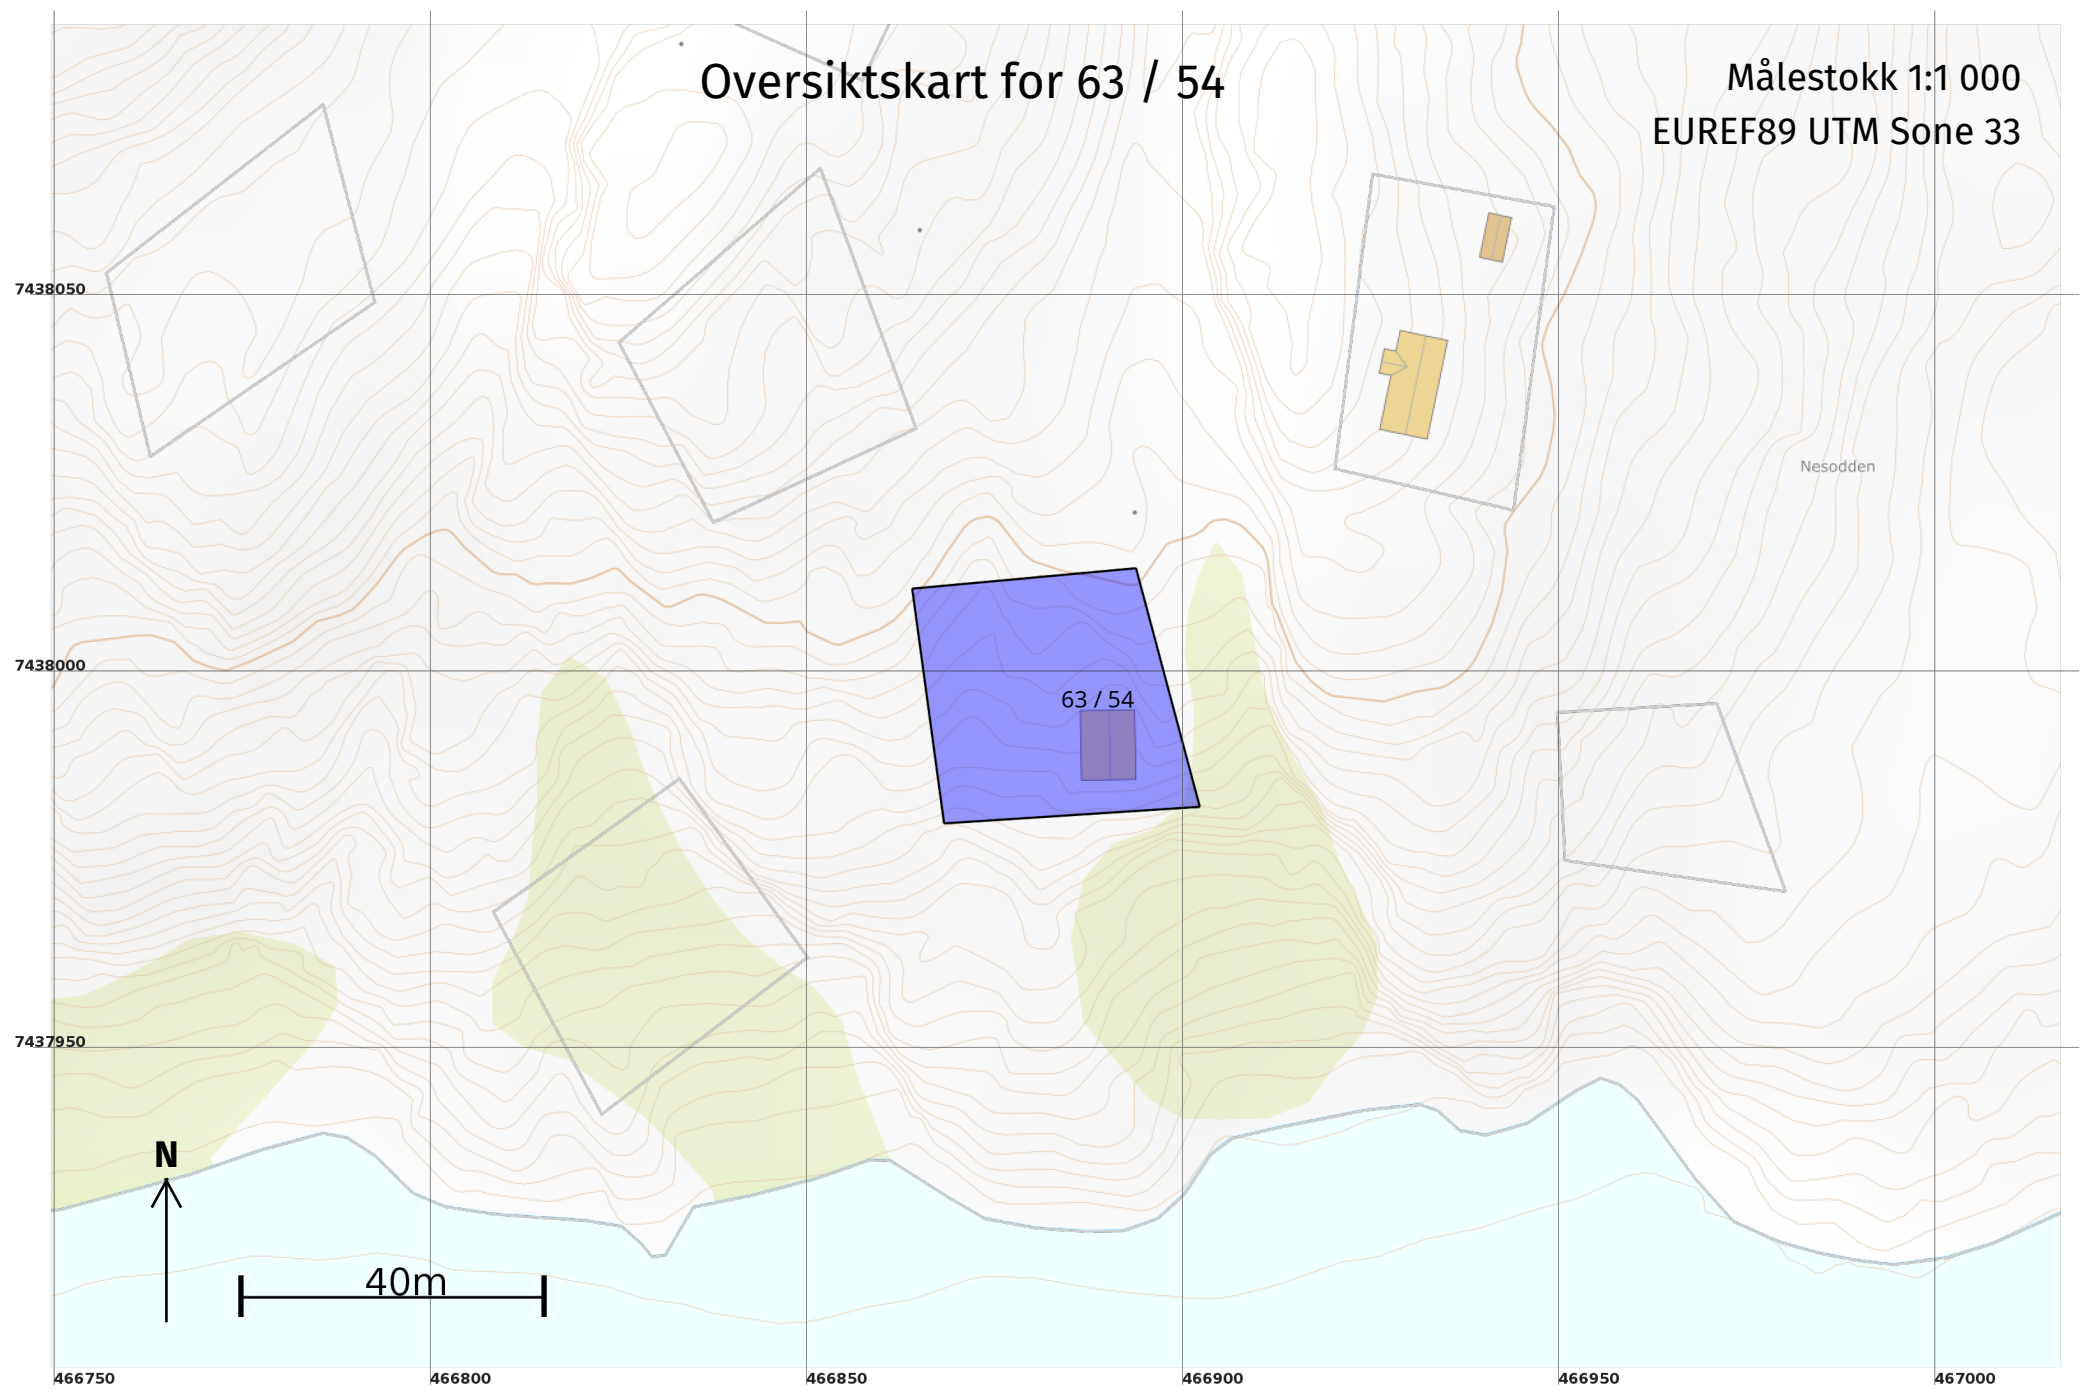 Oversiktskart for 63 / 54
Målestokk 1:1 000
EUREF89 UTM Sone 33
7438050
Nesodden
7438000
63 / 54
7437950
N
40m
466750
466800
466850
466900
466950
467000